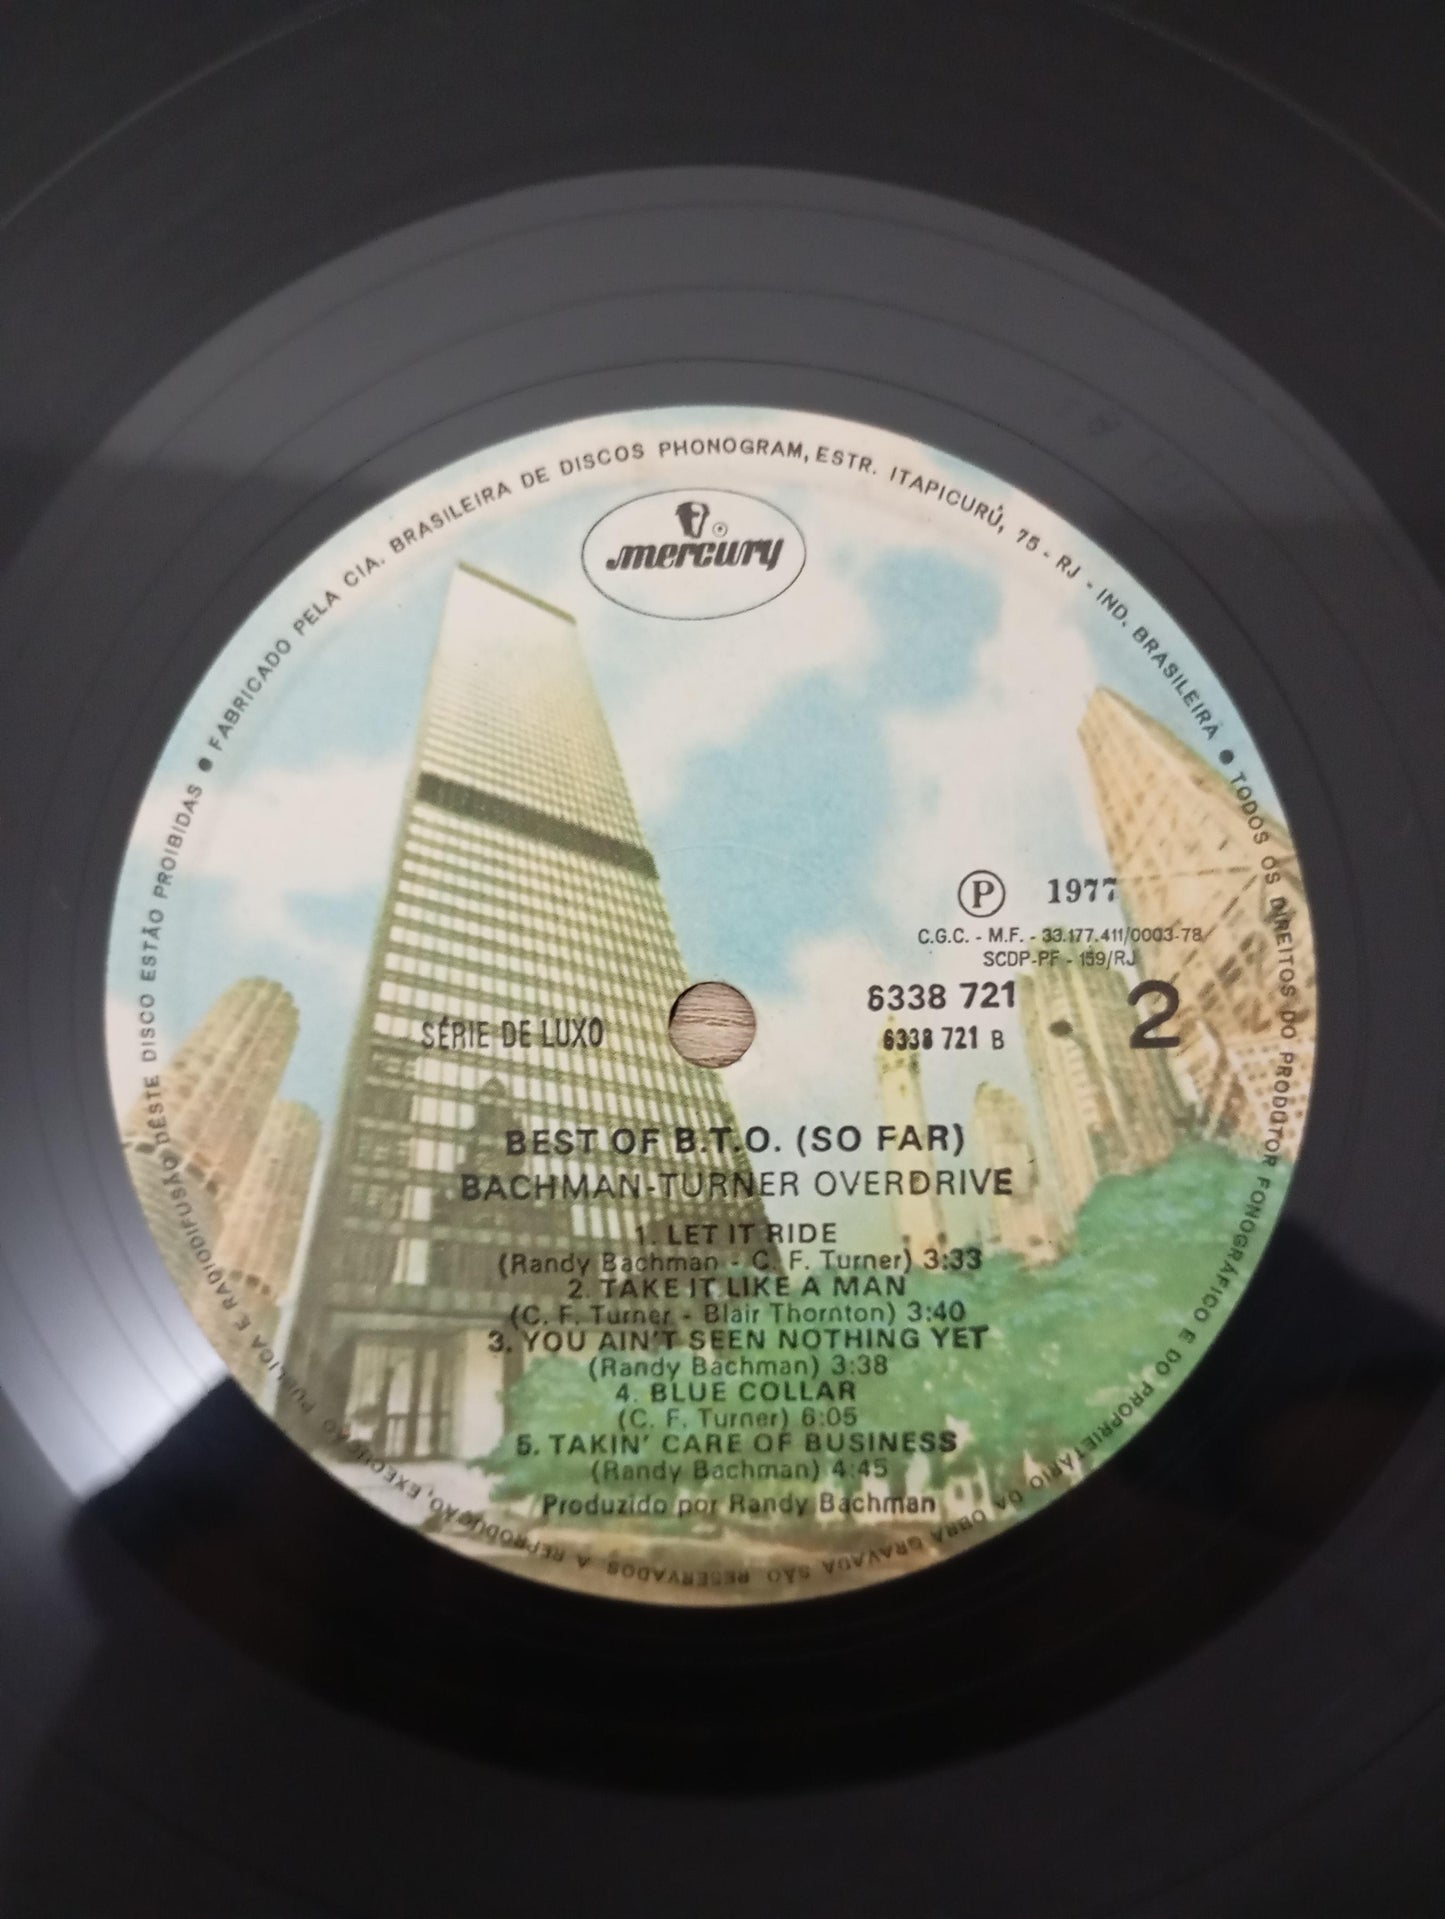 ● FABRICADO PELA CIA. BRASILEIRA DE DISCOS PHONOGRAM, ESTR. ITAPICURÚ, 75 - RJ - IND. BRASILEIRA ● TODOS OS DIREITOS DO PRODUTOR FONOGRÁFICO E DO PROPRIETÁRIO DA OBRA GRAVADA SÃO RESERVADOS A REPRODUÇÃO, EXECUÇÃO PÚBLICA E RADIODIFUSÃO DESTE DISCO ESTÃO PROIBIDAS
mercury ®
Ⓟ 1977
C.G.C. - M.F. - 33.177.411/0003-78
SCDP-PF - 159/RJ
6338 721
2
SÉRIE DE LUXO
6338 721 B
BEST OF B.T.O. (SO FAR)
BACHMAN-TURNER OVERDRIVE
1. LET IT RIDE
(Randy Bachman - C. F. Turner) 3:33
2. TAKE IT LIKE A MAN
(C. F. Turner - Blair Thornton) 3:40
3. YOU AIN'T SEEN NOTHING YET
(Randy Bachman) 3:38
4. BLUE COLLAR
(C. F. Turner) 6:05
5. TAKIN' CARE OF BUSINESS
(Randy Bachman) 4:45
Produzido por Randy Bachman